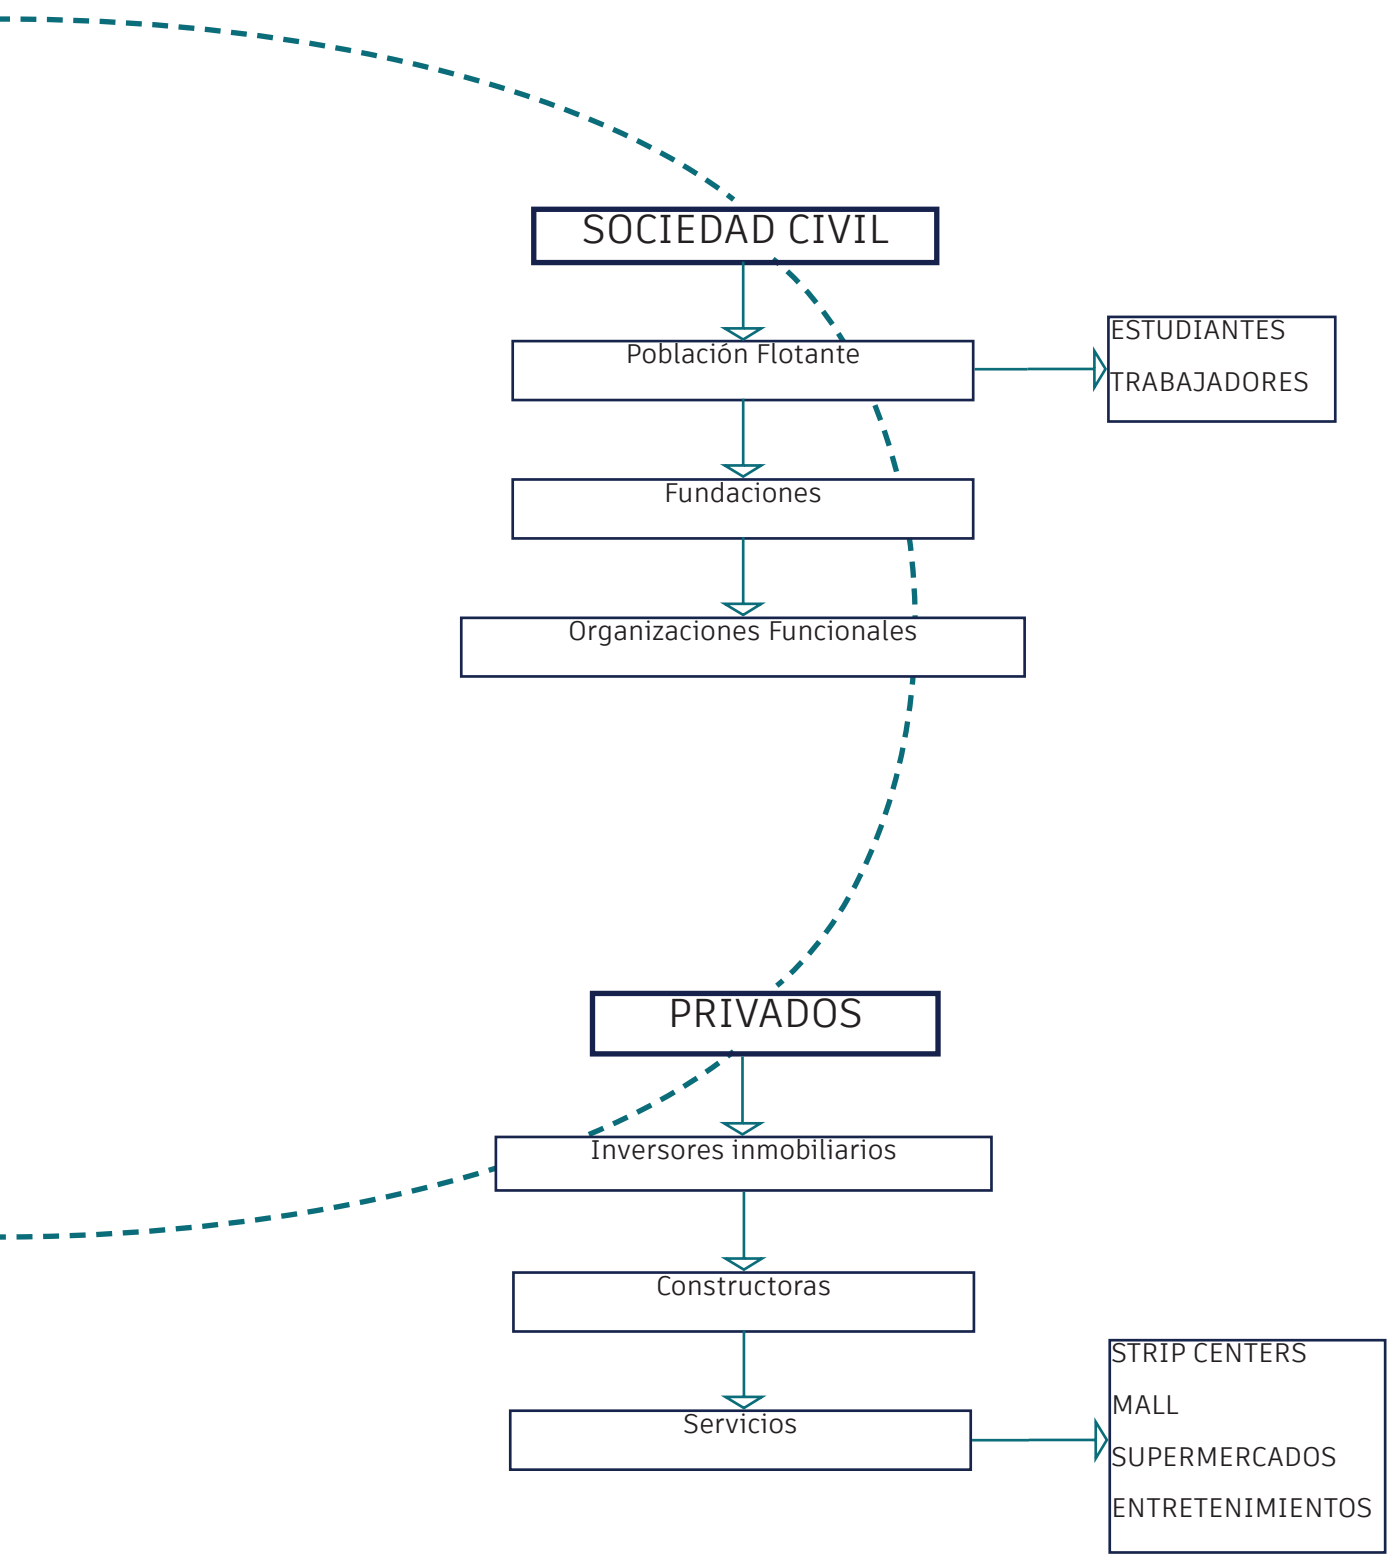 SOCIEDAD CIVIL
Población Flotante
ESTUDIANTES
TRABAJADORES
Fundaciones
Organizaciones Funcionales
PRIVADOS
Inversores inmobiliarios
Constructoras
Servicios
STRIP CENTERS
MALL
SUPERMERCADOS
ENTRETENIMIENTOS